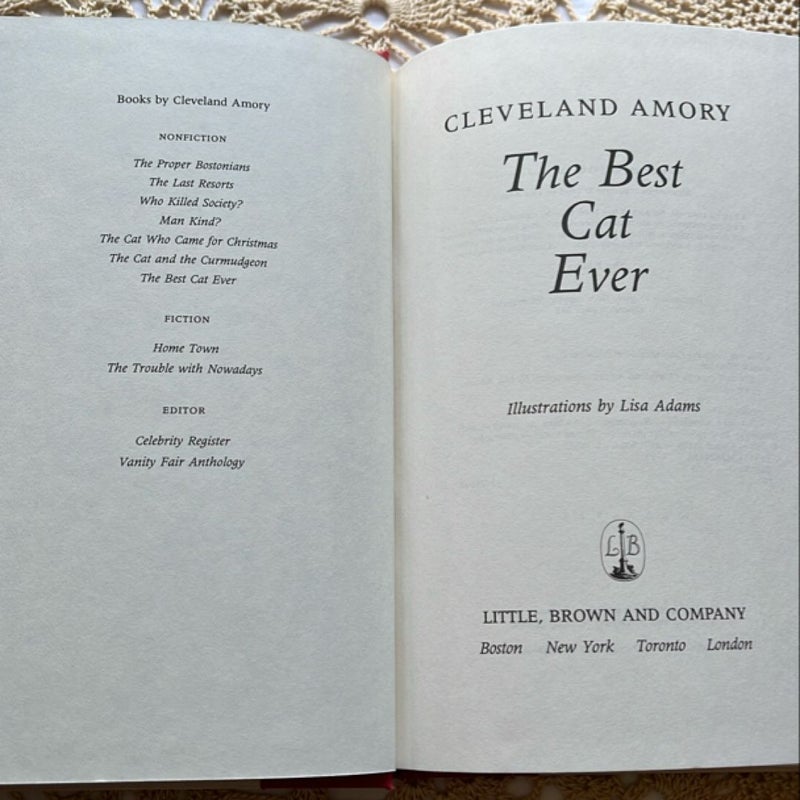 Books by Cleveland Amory
NONFICTION
The Proper Bostonians
The Last Resorts
Who Killed Society?
Man Kind?
The Cat Who Came for Christmas
The Cat and the Curmudgeon
The Best Cat Ever
FICTION
Home Town
The Trouble with Nowadays
EDITOR
Celebrity Register
Vanity Fair Anthology
CLEVELAND AMORY
The Best
Cat
Ever
Illustrations by Lisa Adams
L B
LITTLE, BROWN AND COMPANY
Boston New York Toronto London